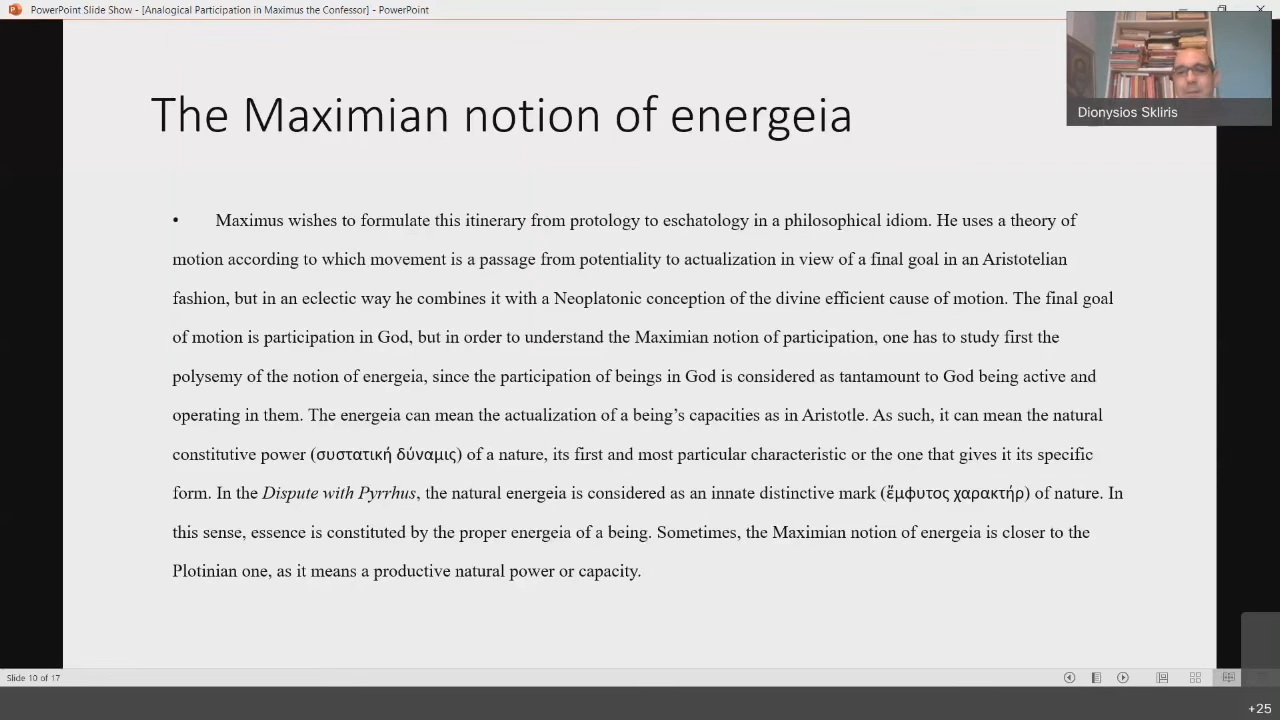 PowerPoint Slide Show - [Analogical Participation in Maximus the Confessor] - PowerPoint
Dionysios Skliris
The Maximian notion of energeia
• Maximus wishes to formulate this itinerary from protology to eschatology in a philosophical idiom. He uses a theory of
motion according to which movement is a passage from potentiality to actualization in view of a final goal in an Aristotelian
fashion, but in an eclectic way he combines it with a Neoplatonic conception of the divine efficient cause of motion. The final goal
of motion is participation in God, but in order to understand the Maximian notion of participation, one has to study first the
polysemy of the notion of energeia, since the participation of beings in God is considered as tantamount to God being active and
operating in them. The energeia can mean the actualization of a being’s capacities as in Aristotle. As such, it can mean the natural
constitutive power (συστατική δύναμις) of a nature, its first and most particular characteristic or the one that gives it its specific
form. In the Dispute with Pyrrhus, the natural energeia is considered as an innate distinctive mark (ἔμφυτος χαρακτήρ) of nature. In
this sense, essence is constituted by the proper energeia of a being. Sometimes, the Maximian notion of energeia is closer to the
Plotinian one, as it means a productive natural power or capacity.
Slide 10 of 17
+25